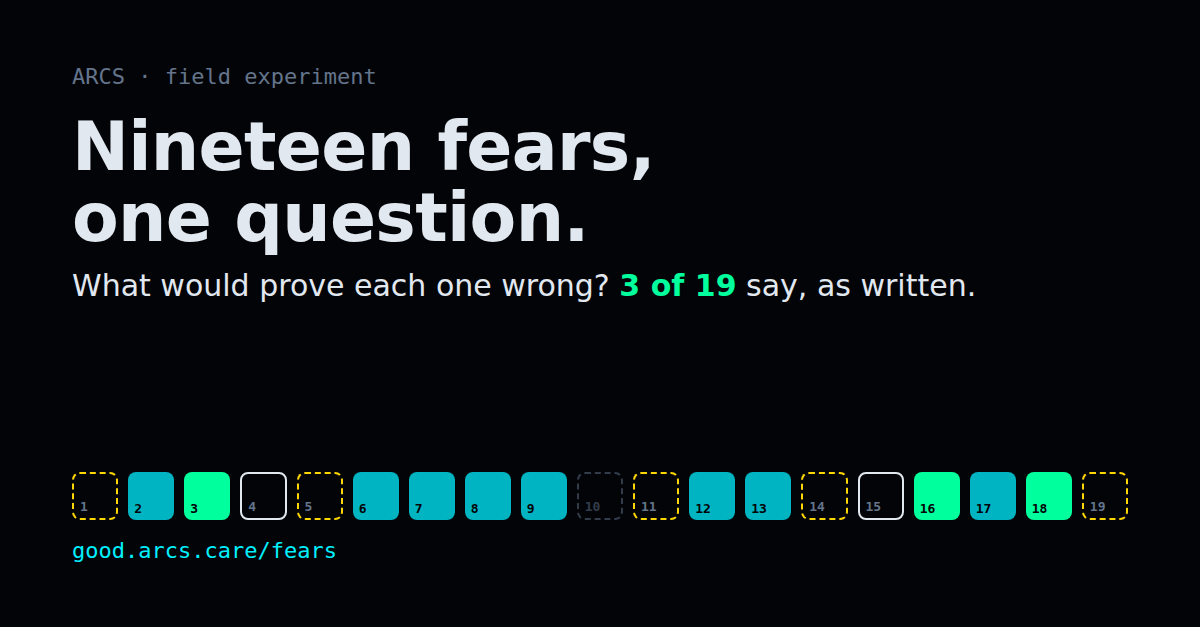 ARCS · field experiment
Nineteen fears,
one question.
What would prove each one wrong? 3 of 19 say, as written.
1 2 3 4 5 6 7 8 9 10 11 12 13 14 15 16 17 18 19
good.arcs.care/fears